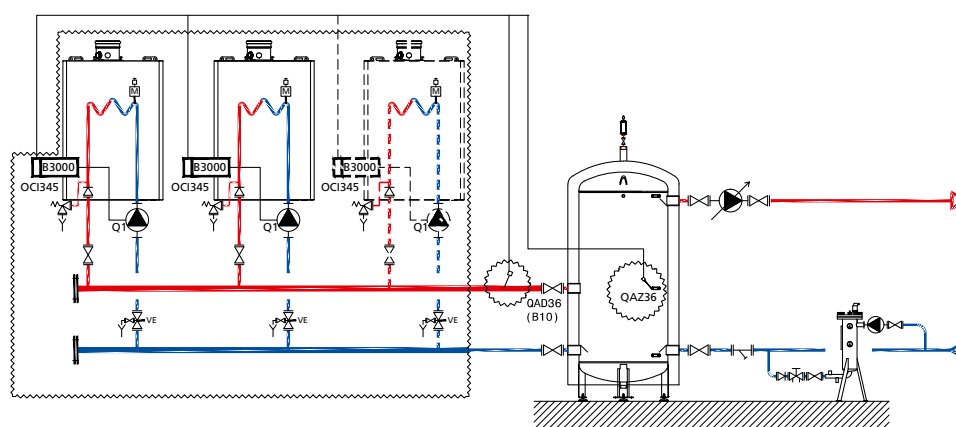 M
M
M
B3000
B3000
B3000
OCI345
OCI345
OCI345
Q1
Q1
Q1
QAD36
(B10)
QAZ36
VE
VE
VE